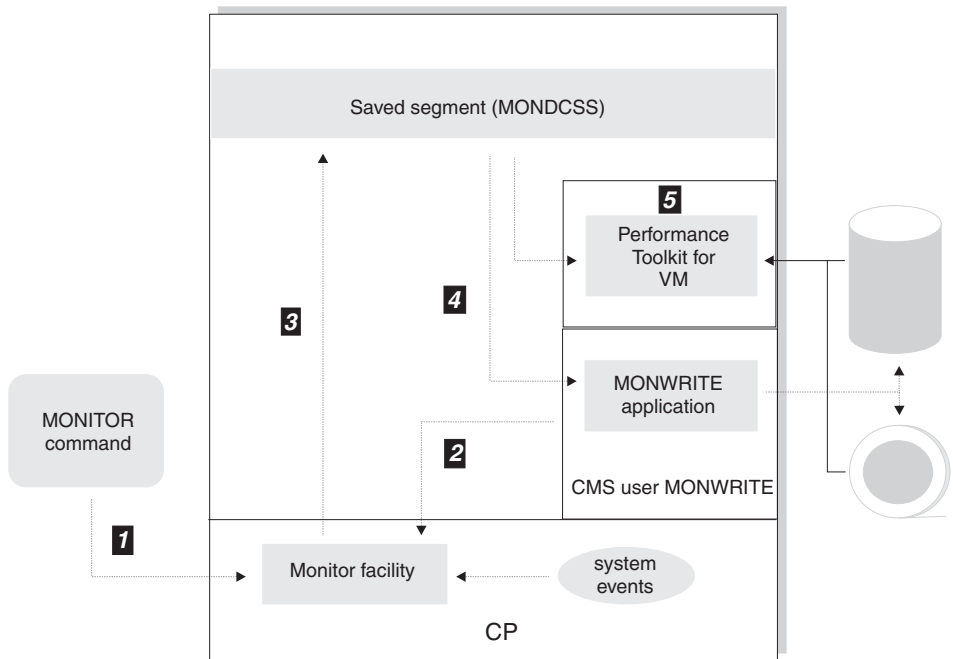 Saved segment (MONDCSS)
5
Performance
Toolkit for
VM
3
4
MONITOR
command
MONWRITE
application
2
CMS user MONWRITE
1
Monitor facility
system
events
CP